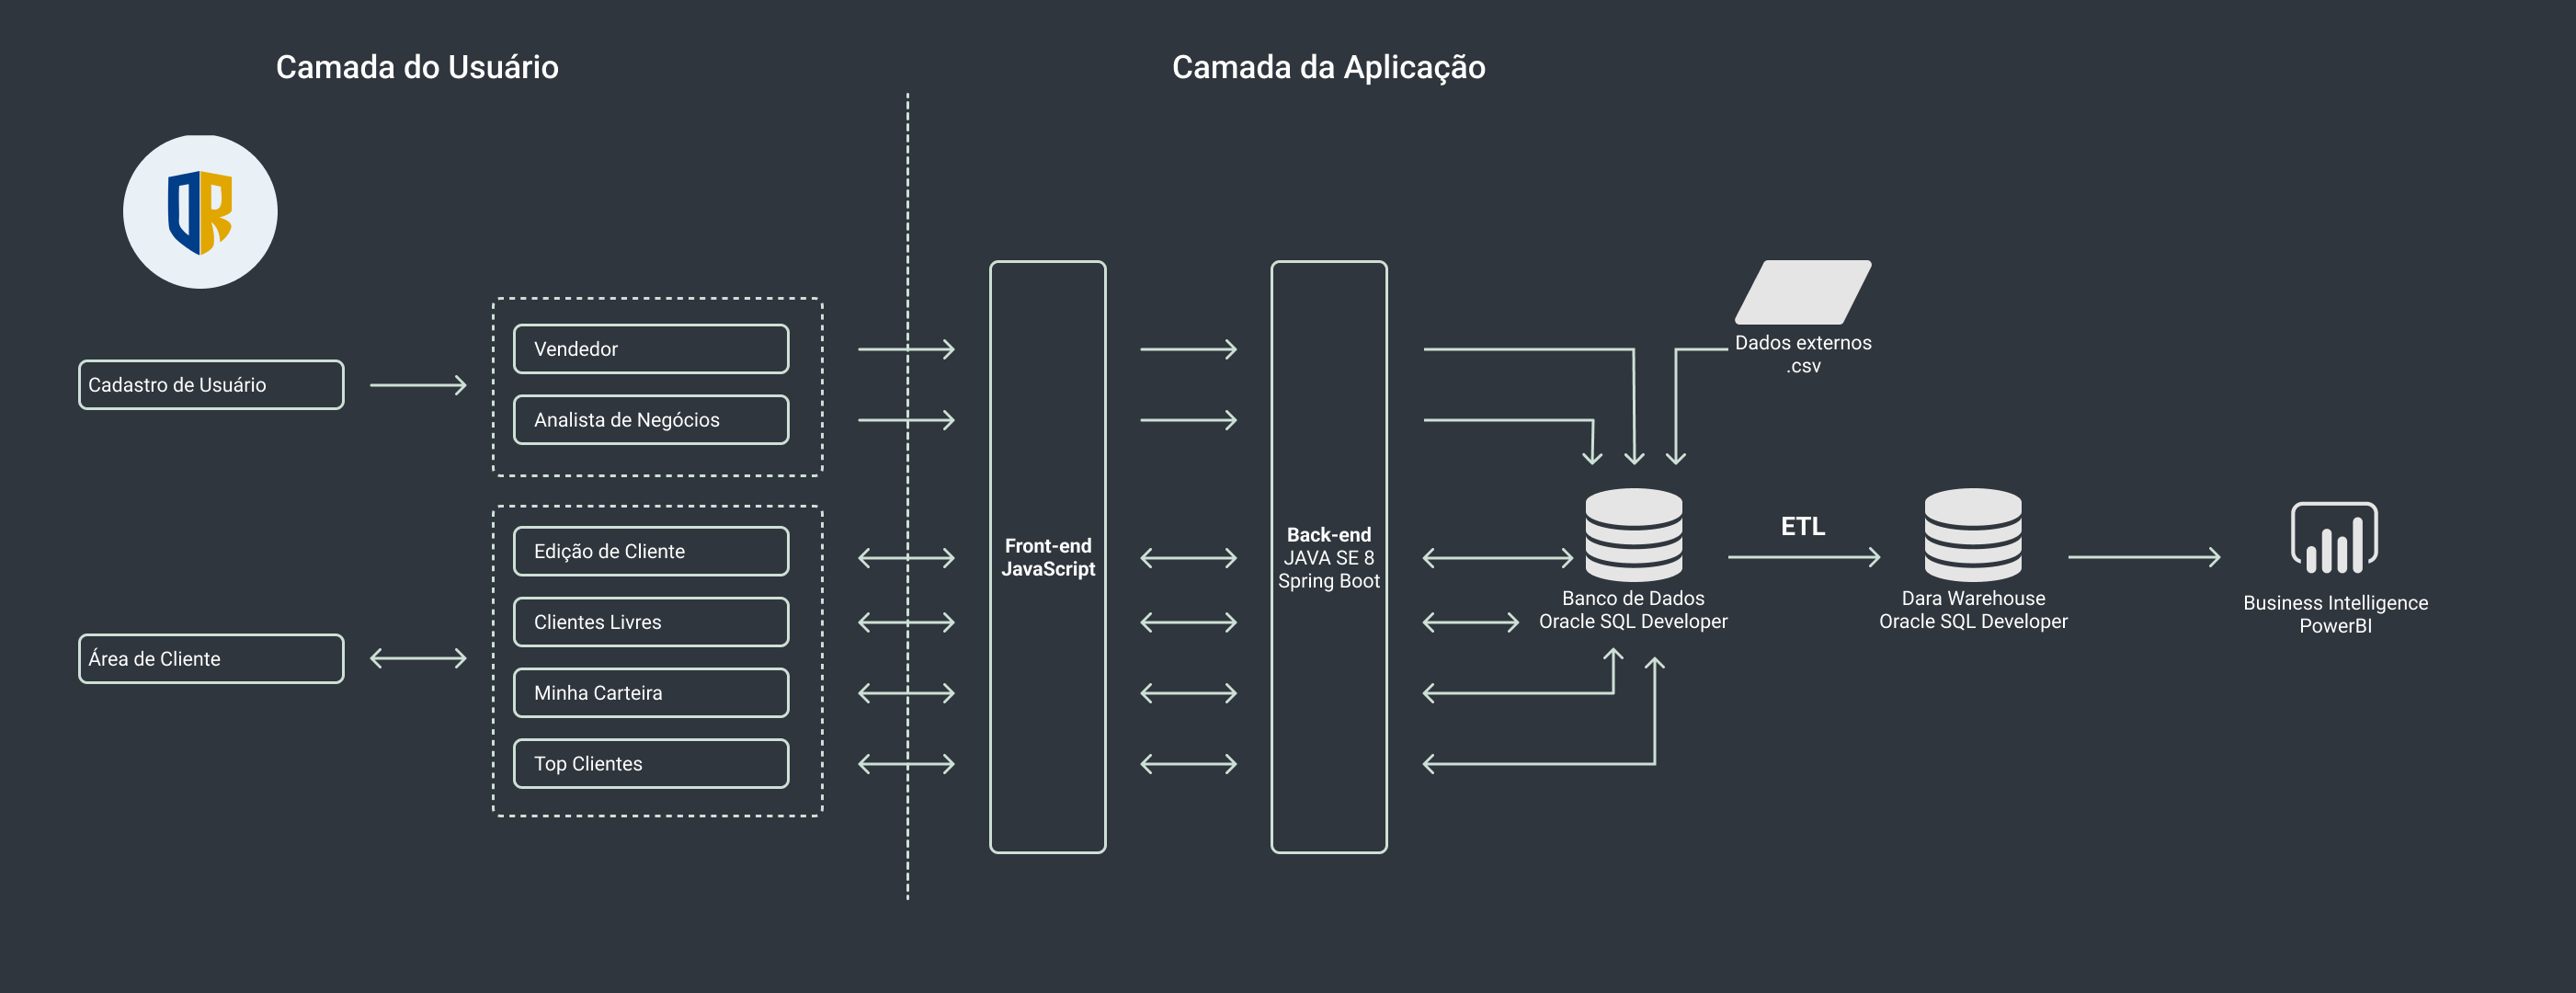 Camada do Usuário
Camada da Aplicação
DR
Cadastro de Usuário
Vendedor
Analista de Negócios
Área de Cliente
Edição de Cliente
Clientes Livres
Minha Carteira
Top Clientes
Front-end
JavaScript
Back-end
JAVA SE 8
Spring Boot
Dados externos
.csv
Banco de Dados
Oracle SQL Developer
ETL
Dara Warehouse
Oracle SQL Developer
Business Intelligence
PowerBI